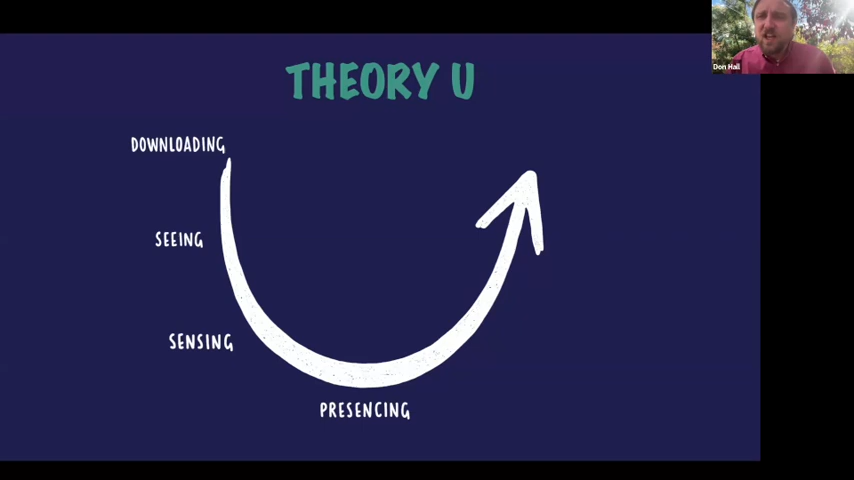 Don Hall
THEORY U
DOWNLOADING
SEEING
SENSING
PRESENCING